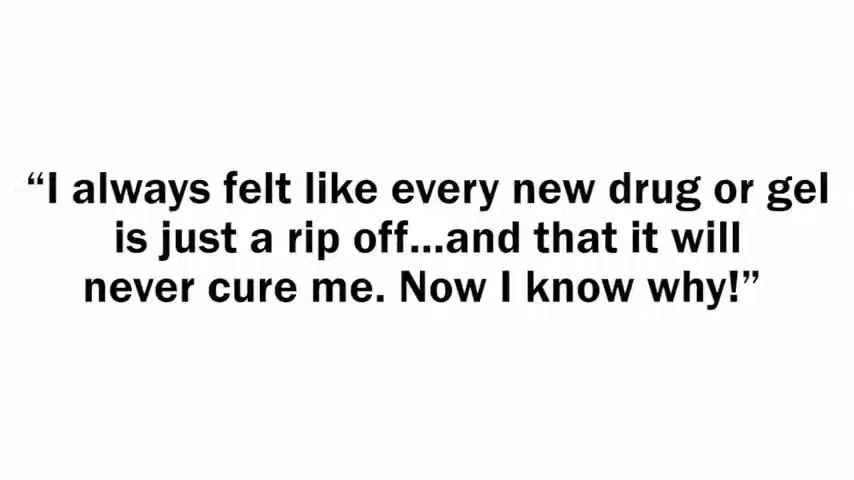 “I always felt like every new drug or gel
is just a rip off...and that it will
never cure me. Now I know why!”